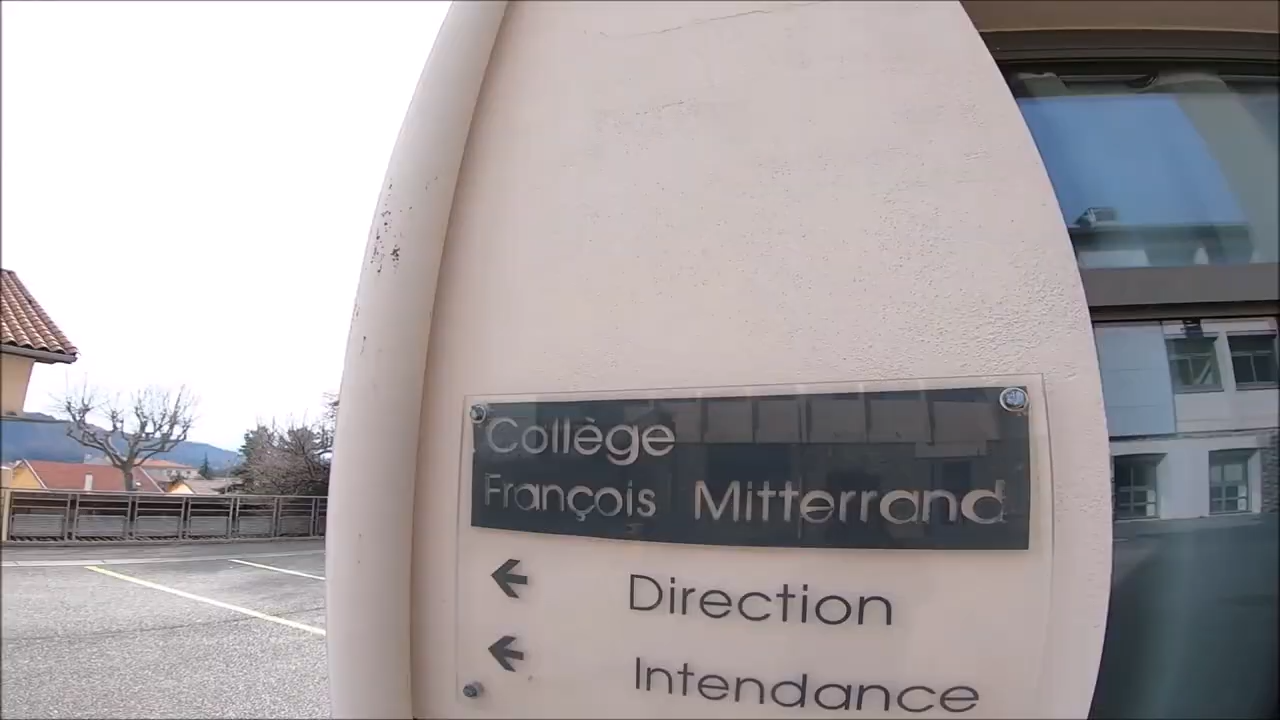 Collège
François Mitterrand
← Direction
← Intendance